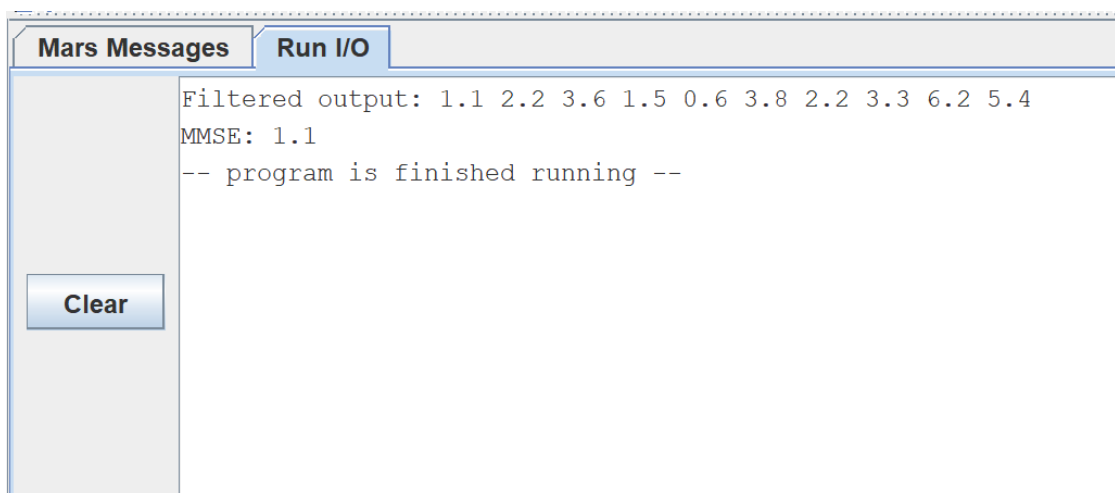 Mars Messages Run I/O
Filtered output: 1.1 2.2 3.6 1.5 0.6 3.8 2.2 3.3 6.2 5.4
MMSE: 1.1
-- program is finished running --
Clear